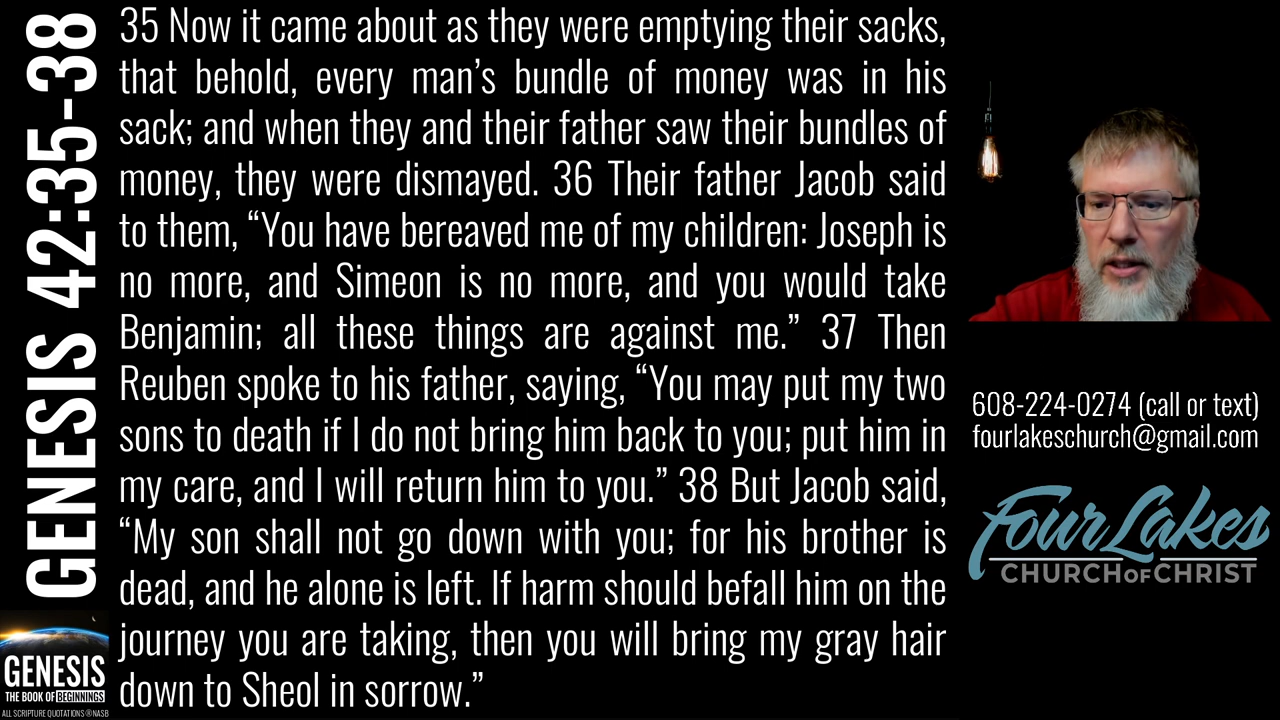 GENESIS 42:35-38
35 Now it came about as they were emptying their sacks,
that behold, every man’s bundle of money was in his
sack; and when they and their father saw their bundles of
money, they were dismayed. 36 Their father Jacob said
to them, “You have bereaved me of my children: Joseph is
no more, and Simeon is no more, and you would take
Benjamin; all these things are against me.” 37 Then
Reuben spoke to his father, saying, “You may put my two
sons to death if I do not bring him back to you; put him in
my care, and I will return him to you.” 38 But Jacob said,
“My son shall not go down with you; for his brother is
dead, and he alone is left. If harm should befall him on the
journey you are taking, then you will bring my gray hair
down to Sheol in sorrow.”
GENESIS
THE BOOK OF BEGINNINGS
ALL SCRIPTURE QUOTATIONS ® NASB
608-224-0274 (call or text)
fourlakeschurch@gmail.com
Four Lakes
CHURCH OF CHRIST